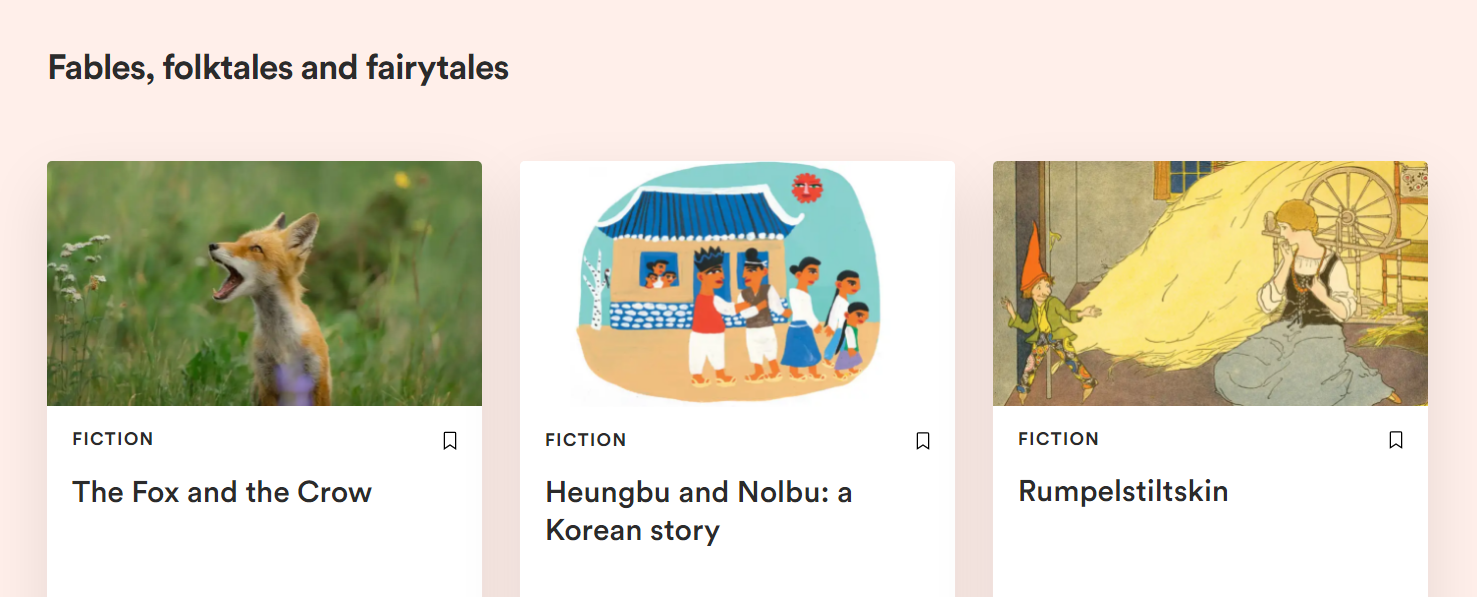 Fables, folktales and fairytales
FICTION
The Fox and the Crow
FICTION
Heungbu and Nolbu: a
Korean story
FICTION
Rumpelstiltskin